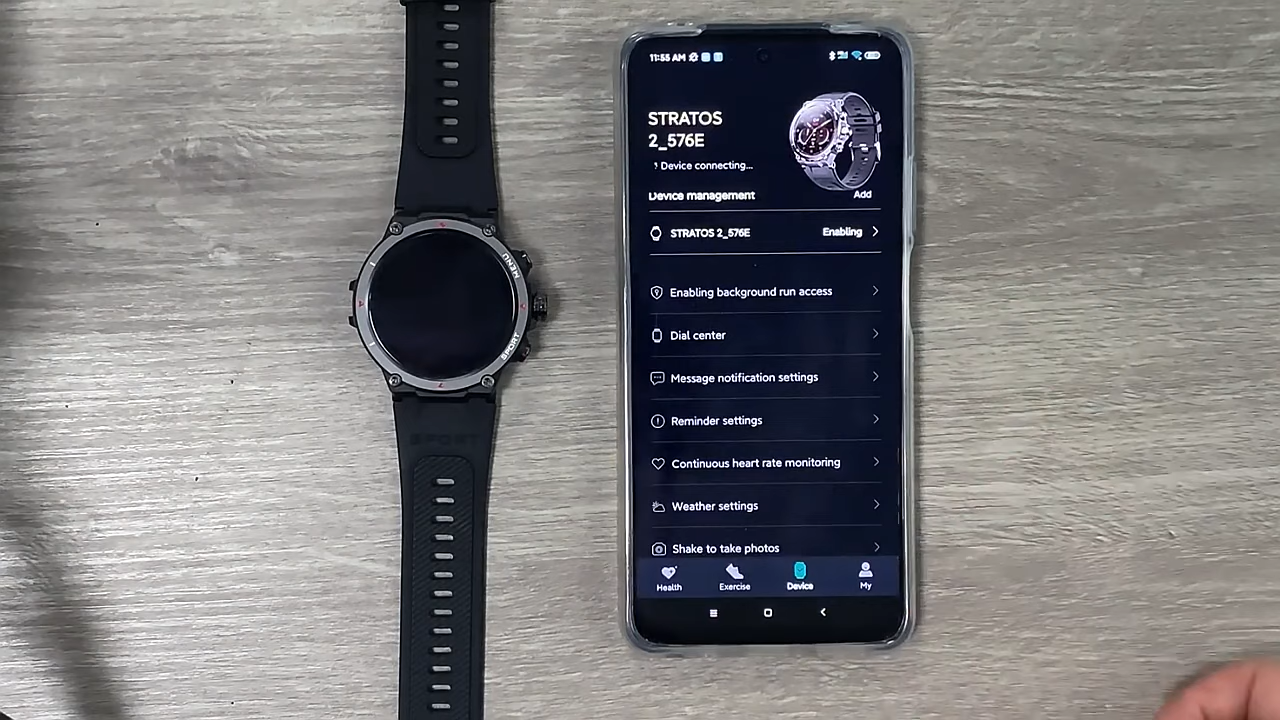 11:55 AM
STRATOS
2_576E
Device connecting...
Device management
Add
STRATOS 2_576E
Enabling
Enabling background run access
Dial center
Message notification settings
Reminder settings
Continuous heart rate monitoring
Weather settings
Shake to take photos
Health
Exercise
Device
My
MENU
SPORT
SPORT